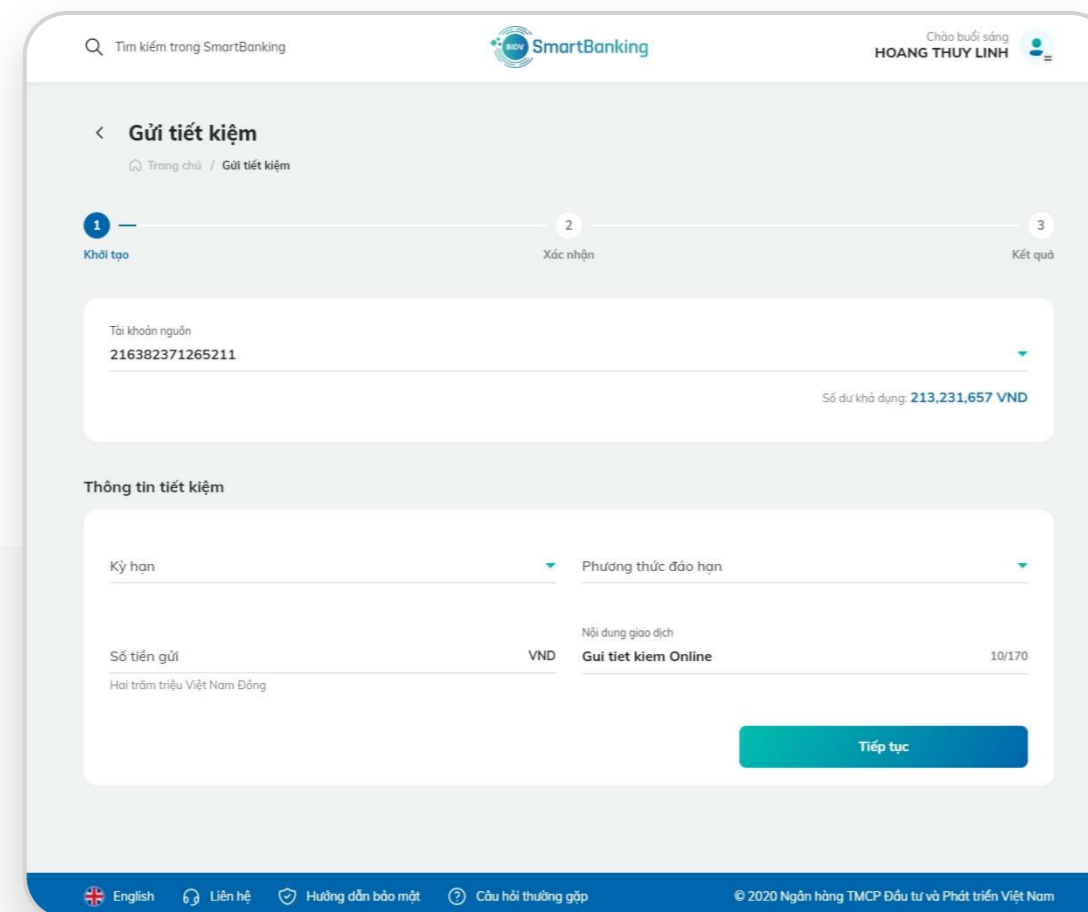 Tìm kiếm trong SmartBanking
BIDV SmartBanking
Chào buổi sáng
HOANG THUY LINH
Gửi tiết kiệm
Trang chủ / Gửi tiết kiệm
1
2
3
Khởi tạo
Xác nhận
Kết quả
Tài khoản nguồn
216382371265211
Số dư khả dụng: 213,231,657 VND
Thông tin tiết kiệm
Kỳ hạn
Phương thức đáo hạn
Nội dung giao dịch
Số tiền gửi VND
Gui tiet kiem Online 10/170
Hai trăm triệu Việt Nam Đồng
Tiếp tục
English Liên hệ Hướng dẫn bảo mật ? Câu hỏi thường gặp © 2020 Ngân hàng TMCP Đầu tư và Phát triển Việt Nam